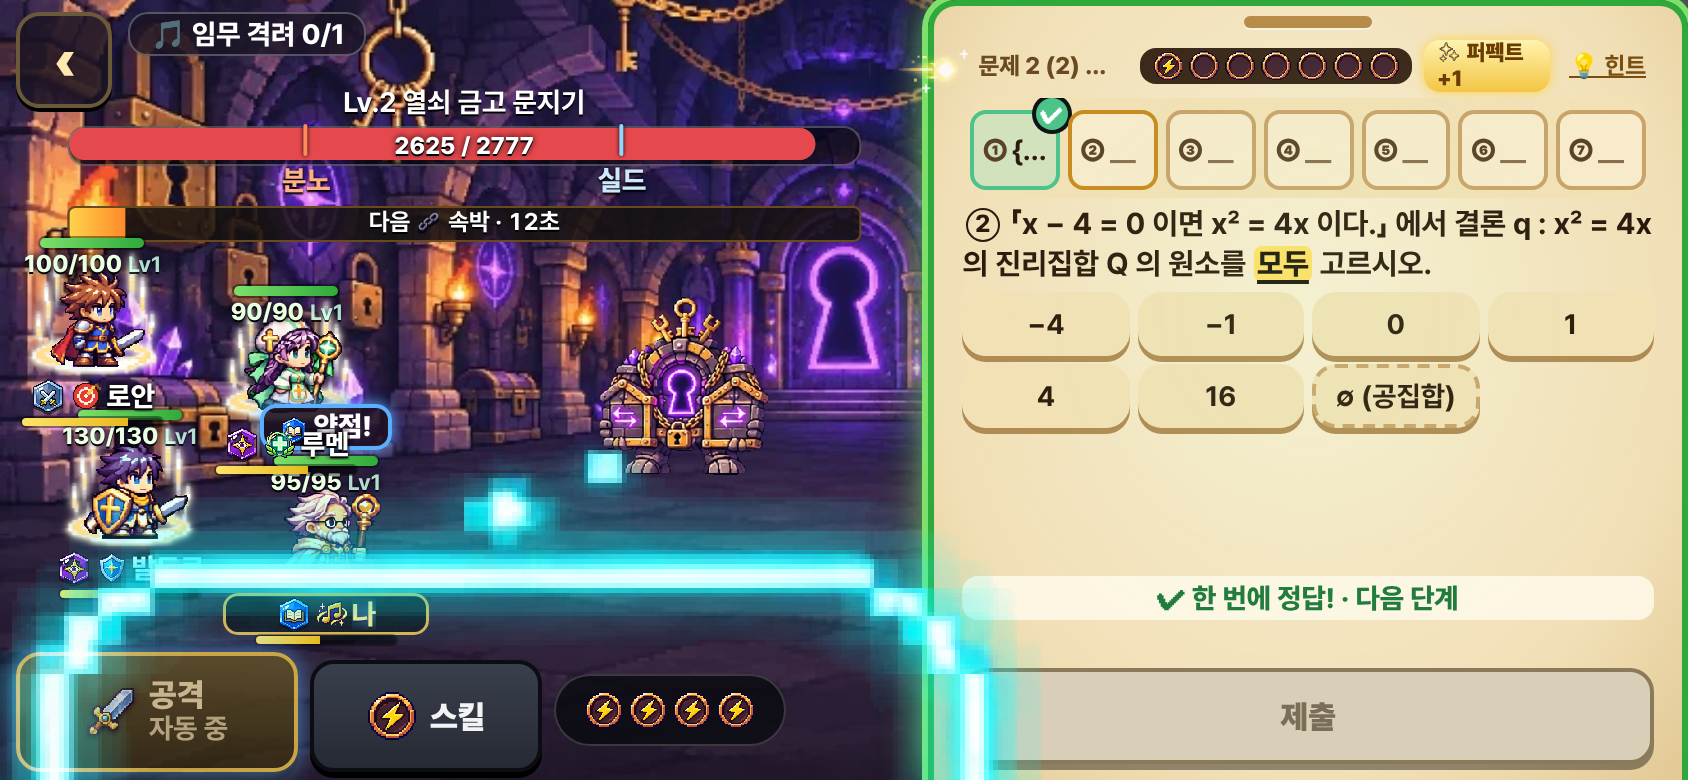 🎵 임무 격려 0/1
Lv.2 열쇠 금고 문지기
2625 / 2777
분노
실드
다음 🔗 속박 · 12초
100/100 Lv1
90/90 Lv1
로안
130/130 Lv1
약점!
루멘
95/95 Lv1
나
공격
자동 중
스킬
문제 2 (2) ...
퍼펙트
+1
힌트
① {...
② __
③ __
④ __
⑤ __
⑥ __
⑦ __
② 「x − 4 = 0 이면 x² = 4x 이다.」 에서 결론 q : x² = 4x
의 진리집합 Q 의 원소를 모두 고르시오.
−4
−1
0
1
4
16
∅ (공집합)
✔ 한 번에 정답! · 다음 단계
제출